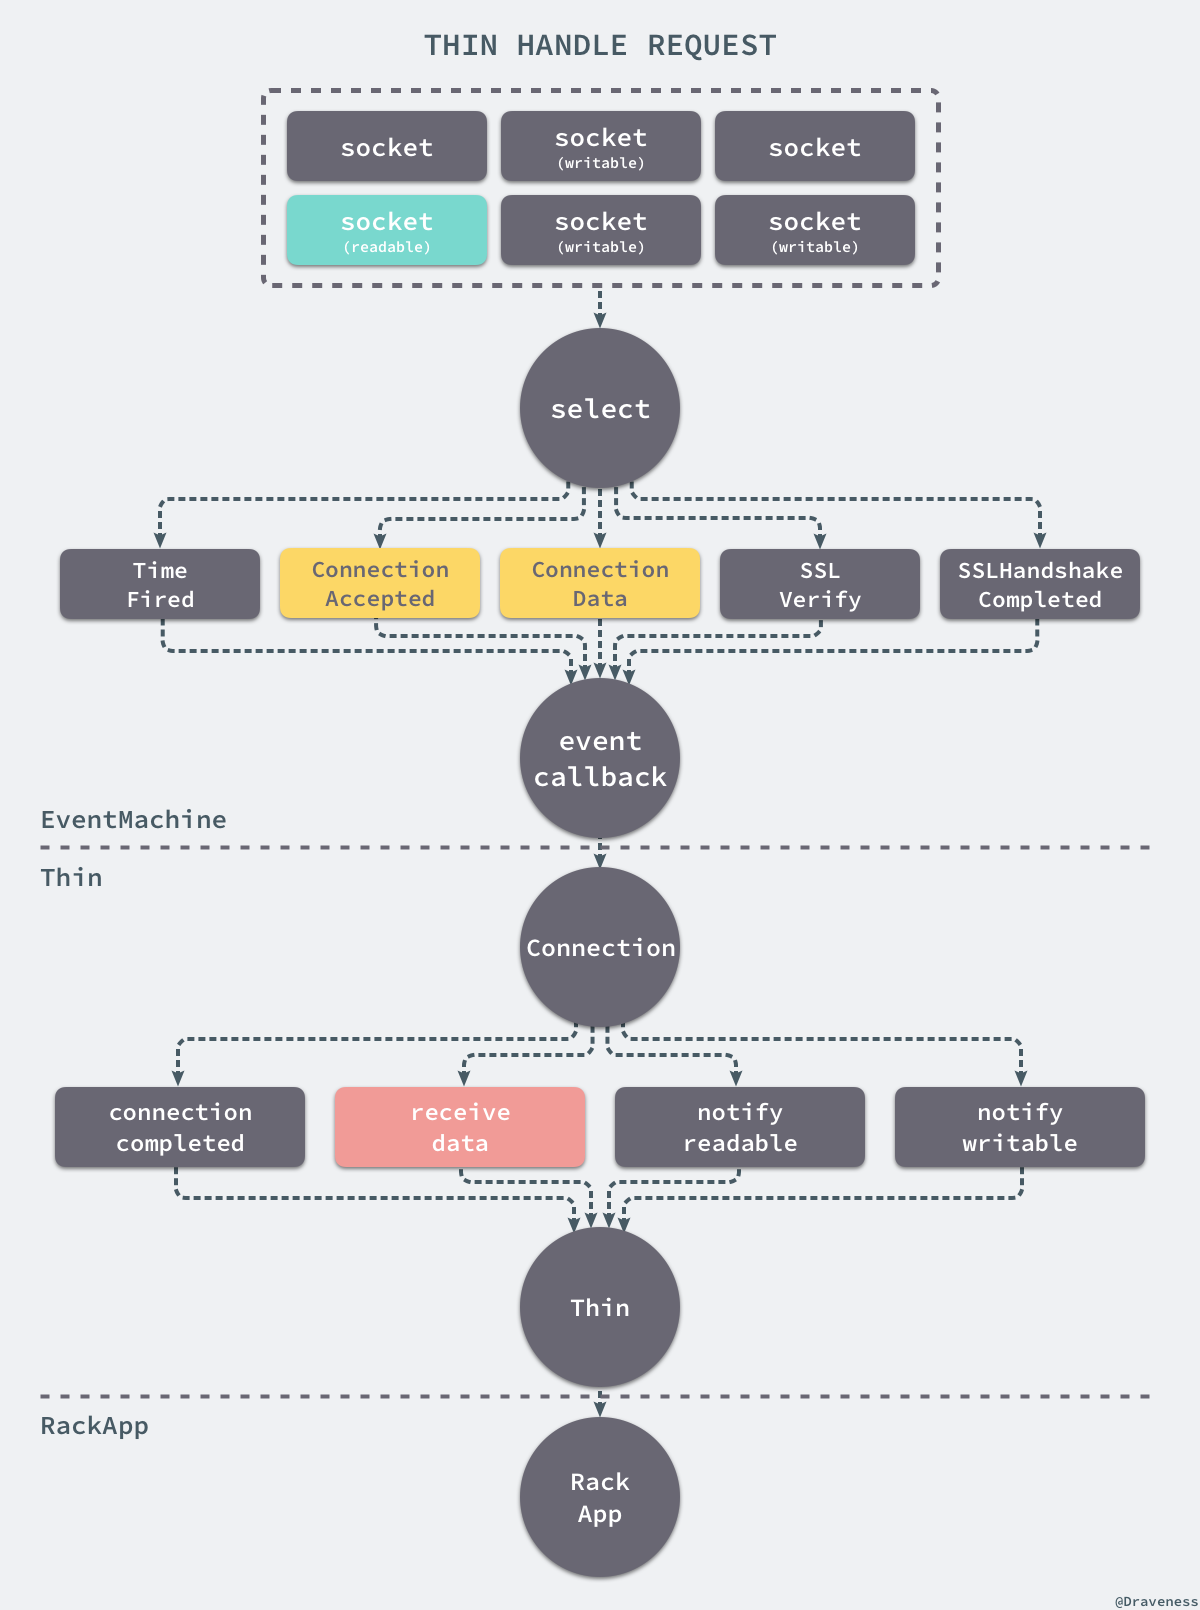 THIN HANDLE REQUEST
socket
socket
(writable)
socket
socket
(readable)
socket
(writable)
socket
(writable)
select
Time
Fired
Connection
Accepted
Connection
Data
SSL
Verify
SSLHandshake
Completed
event
callback
EventMachine
Thin
Connection
connection
completed
receive
data
notify
readable
notify
writable
Thin
RackApp
Rack
App
@Draveness